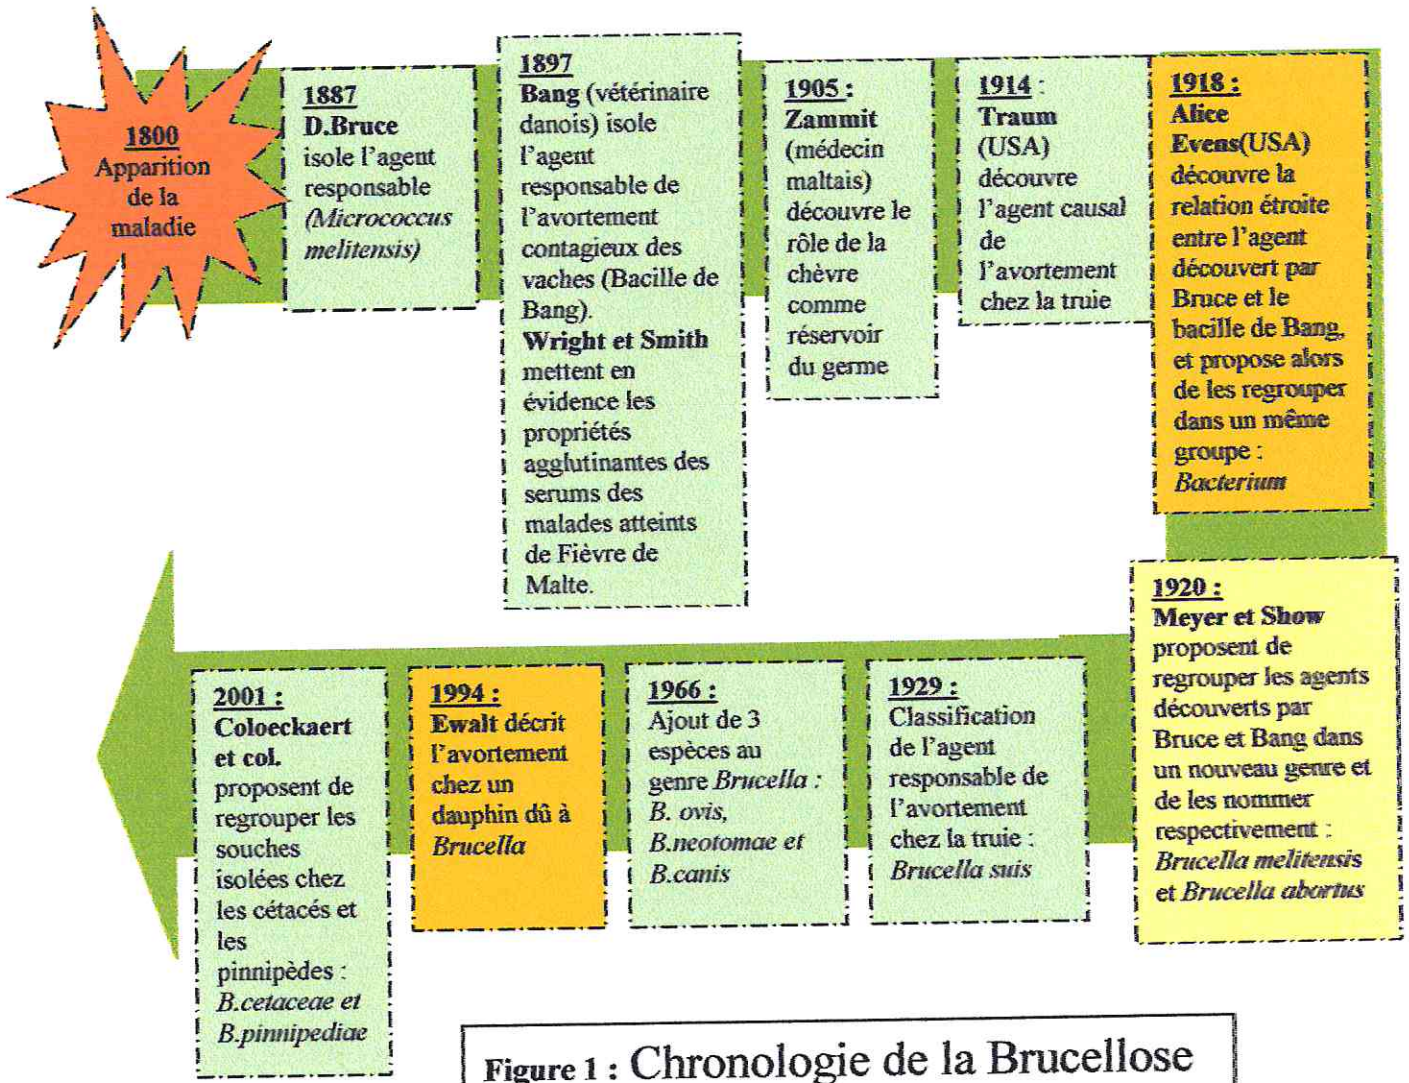 1800
Apparition
de la
maladie
1887
D.Bruce
isole l'agent
responsable
(Micrococcus
melitensis)
1897
Bang (vétérinaire
danois) isole
l'agent
responsable de
l'avortement
contagieux des
vaches (Bacille de
Bang).
Wright et Smith
mettent en
évidence les
propriétés
agglutinantes des
serums des
malades atteints
de Fièvre de
Malte.
1905 :
Zammit
(médecin
maltais)
découvre le
rôle de la
chèvre
comme
réservoir
du germe
1914 :
Traum
(USA)
découvre
l'agent causal
de
l'avortement
chez la truie
1918 :
Alice
Evens(USA)
découvre la
relation étroite
entre l'agent
découvert par
Bruce et le
bacille de Bang,
et propose alors
de les regrouper
dans un même
groupe :
Bacterium
1920 :
Meyer et Show
proposent de
regrouper les agents
découverts par
Bruce et Bang dans
un nouveau genre et
de les nommer
respectivement :
Brucella melitensis
et Brucella abortus
1929 :
Classification
de l'agent
responsable de
l'avortement
chez la truie :
Brucella suis
1966 :
Ajout de 3
espèces au
genre Brucella :
B. ovis,
B.neotomae et
B.canis
1994 :
Ewalt décrit
l'avortement
chez un
dauphin dû à
Brucella
2001 :
Coloeckaert
et col.
proposent de
regrouper les
souches
isolées chez
les cétacés et
les
pinnipèdes :
B.cetaceae et
B.pinnipediae
Figure 1 : Chronologie de la Brucellose